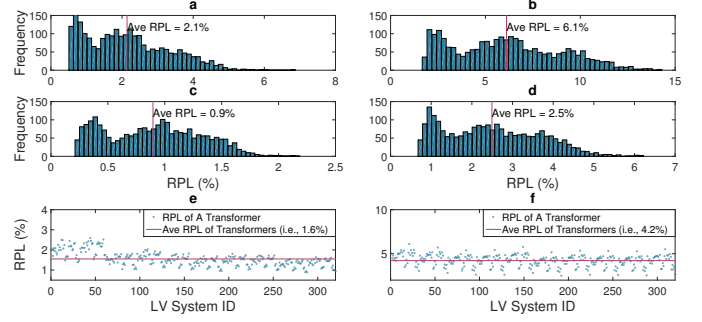 a
b
Frequency
150
100
50
0
Ave RPL = 2.1%
0 2 4 6 8
150
100
50
0
Ave RPL = 6.1%
0 5 10 15
c
d
Frequency
150
100
50
0
Ave RPL = 0.9%
0 0.5 1 1.5 2 2.5
RPL (%)
150
100
50
0
Ave RPL = 2.5%
0 1 2 3 4 5 6 7
RPL (%)
e
f
RPL (%)
4
3
2
1
RPL of A Transformer
Ave RPL of Transformers (i.e., 1.6%)
0 50 100 150 200 250 300
LV System ID
10
5
RPL of A Transformer
Ave RPL of Transformers (i.e., 4.2%)
0 50 100 150 200 250 300
LV System ID